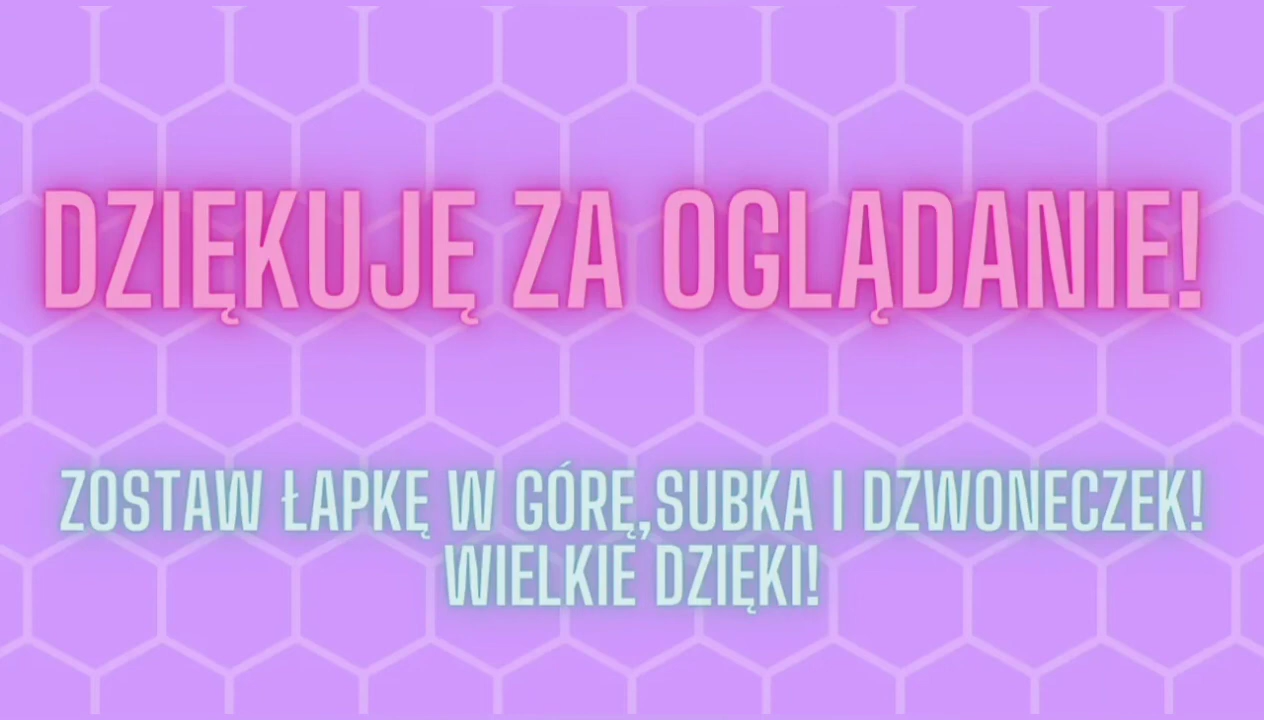 DZIĘKUJĘ ZA OGLĄDANIE!
ZOSTAW ŁAPKĘ W GÓRĘ,SUBKA I DZWONECZEK!
WIELKIE DZIĘKI!